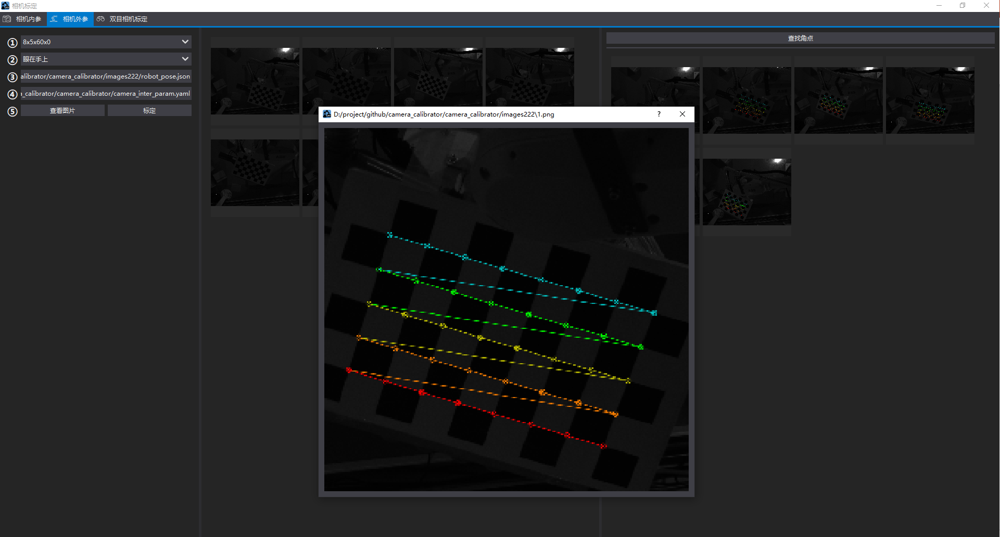 相机标定
相机内参 相机外参 双目相机标定
① 8x5x60x0
② 眼在手上
③ alibrator/camera_calibrator/images222/robot_pose.json
④ a_calibrator/camera_calibrator/camera_inter_param.yaml
⑤ 查看图片 标定
查找角点
D:/project/github/camera_calibrator/camera_calibrator/images222\1.png ?